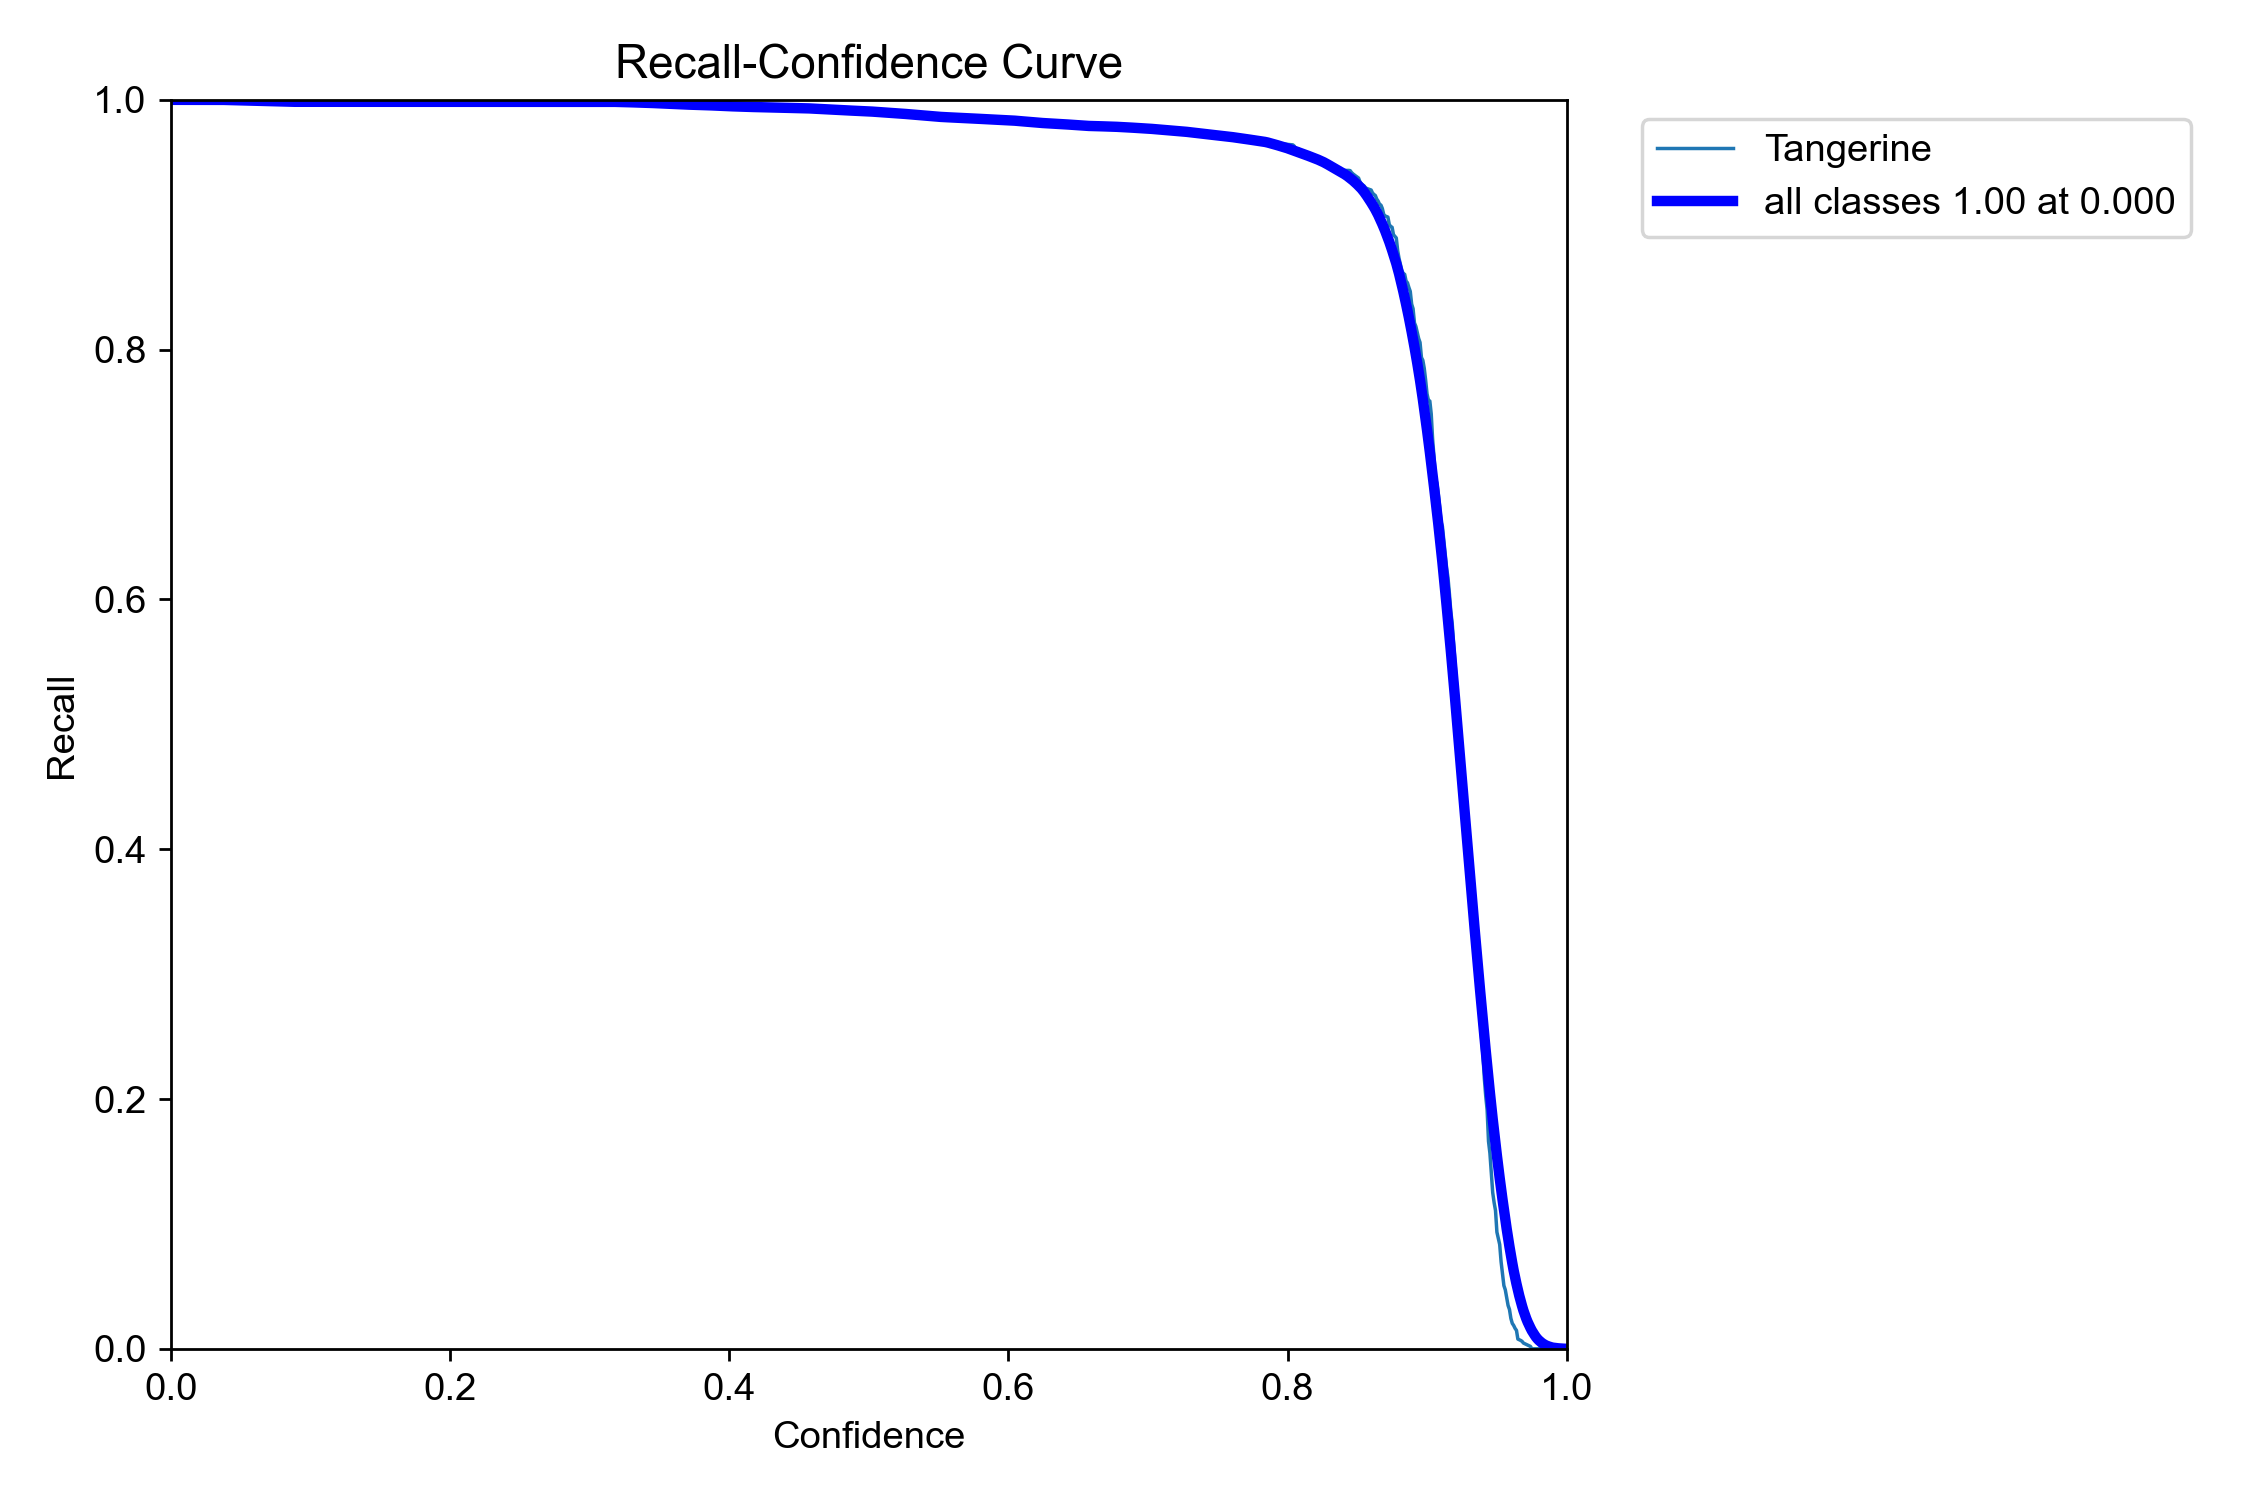 Recall-Confidence Curve
1.0
0.8
0.6
0.4
0.2
0.0
Recall
0.0 0.2 0.4 0.6 0.8 1.0
Confidence
Tangerine
all classes 1.00 at 0.000